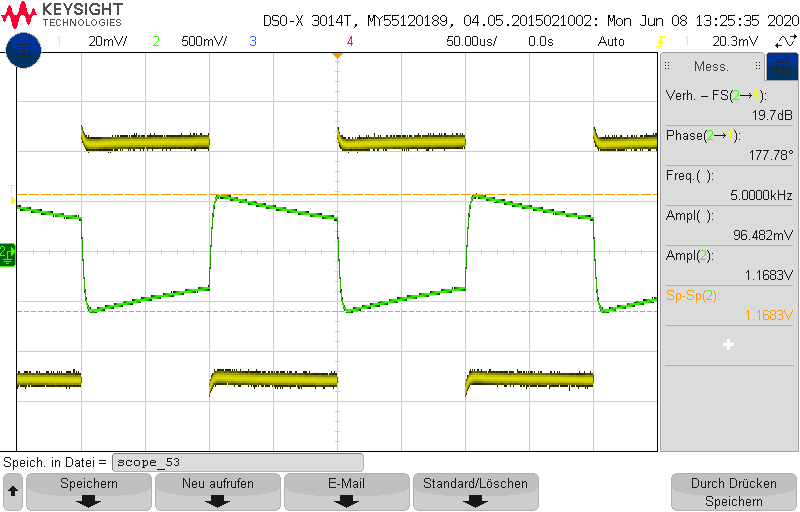 KEYSIGHT
TECHNOLOGIES
DSO-X 3014T, MY55120189, 04.05.2015021002: Mon Jun 08 13:25:35 2020
1 20mV/ 2 500mV/ 3 4 50.00us/ 0.0s Auto 1 20.3mV
Mess.
Verh. – FS(2→1):
19.7dB
Phase(2→1):
177.78°
Freq.( ):
5.0000kHz
Ampl( ):
96.482mV
Ampl(2):
1.1683V
Sp-Sp(2):
1.1683V
T
2
Speich. in Datei = scope_53
Speichern
Neu aufrufen
E-Mail
Standard/Löschen
Durch Drücken
Speichern